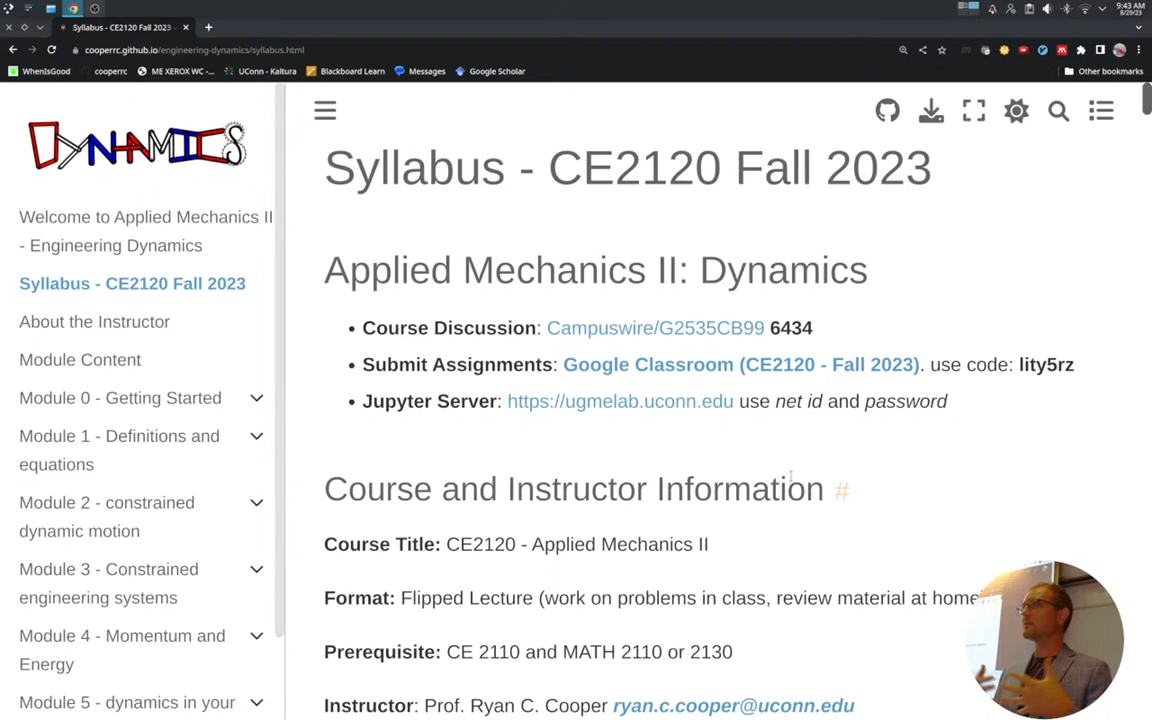 9:43 AM
8/29/23
Syllabus - CE2120 Fall 2023
cooperrc.github.io/engineering-dynamics/syllabus.html
WhenIsGood
cooperrc
ME XEROX WC -...
UConn - Kaltura
Blackboard Learn
Messages
Google Scholar
Other bookmarks
DYNAMICS
Welcome to Applied Mechanics II
- Engineering Dynamics
Syllabus - CE2120 Fall 2023
About the Instructor
Module Content
Module 0 - Getting Started
Module 1 - Definitions and
equations
Module 2 - constrained
dynamic motion
Module 3 - Constrained
engineering systems
Module 4 - Momentum and
Energy
Module 5 - dynamics in your
Syllabus - CE2120 Fall 2023
Applied Mechanics II: Dynamics
• Course Discussion: Campuswire/G2535CB99 6434
• Submit Assignments: Google Classroom (CE2120 - Fall 2023). use code: lity5rz
• Jupyter Server: https://ugmelab.uconn.edu use net id and password
Course and Instructor Information #
Course Title: CE2120 - Applied Mechanics II
Format: Flipped Lecture (work on problems in class, review material at home
Prerequisite: CE 2110 and MATH 2110 or 2130
Instructor: Prof. Ryan C. Cooper ryan.c.cooper@uconn.edu